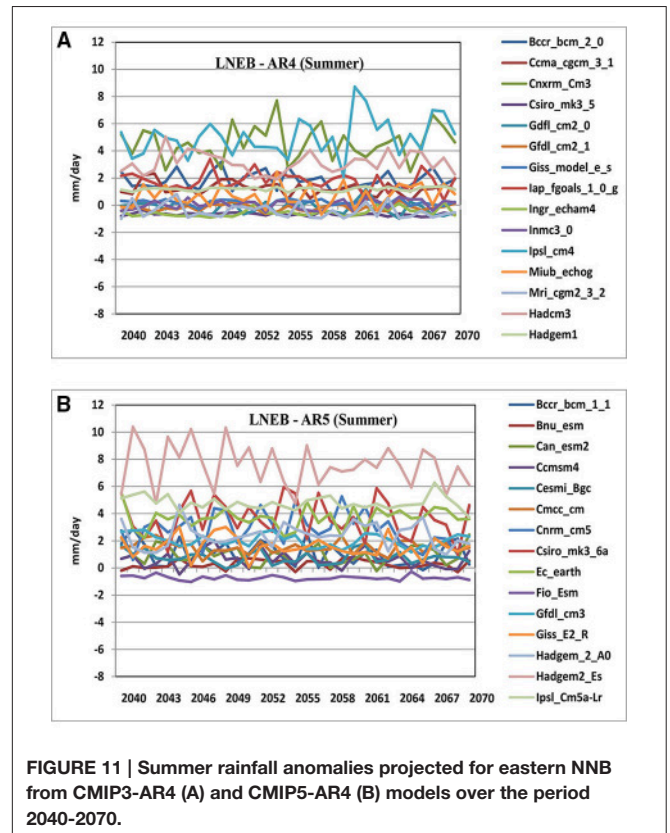 A
LNEB - AR4 (Summer)
mm/day
12
10
8
6
4
2
0
-2
-4
-6
-8
2040 2043 2046 2049 2052 2055 2058 2061 2064 2067 2070
Bccr_bcm_2_0
Ccma_cgcm_3_1
Cnxrm_Cm3
Csiro_mk3_5
Gdfl_cm2_0
Gfdl_cm2_1
Giss_model_e_s
Iap_fgoals_1_0_g
Ingr_echam4
Inmc3_0
Ipsl_cm4
Miub_echog
Mri_cgm2_3_2
Hadcm3
Hadgem1
B
LNEB - AR5 (Summer)
mm/day
12
10
8
6
4
2
0
-2
-4
-6
-8
2040 2043 2046 2049 2052 2055 2058 2061 2064 2067 2070
Bccr_bcm_1_1
Bnu_esm
Can_esm2
Ccmsm4
Cesmi_Bgc
Cmcc_cm
Cnrm_cm5
Csiro_mk3_6a
Ec_earth
Fio_Esm
Gfdl_cm3
Giss_E2_R
Hadgem_2_A0
Hadgem2_Es
Ipsl_Cm5a-Lr
FIGURE 11 | Summer rainfall anomalies projected for eastern NNB
from CMIP3-AR4 (A) and CMIP5-AR4 (B) models over the period
2040-2070.